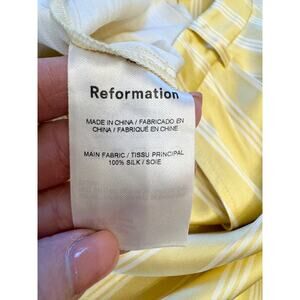 Reformation
MADE IN CHINA / FABRICADO EN
CHINA / FABRIQUÉ EN CHINE
MAIN FABRIC / TISSU PRINCIPAL
100% SILK / SOIE